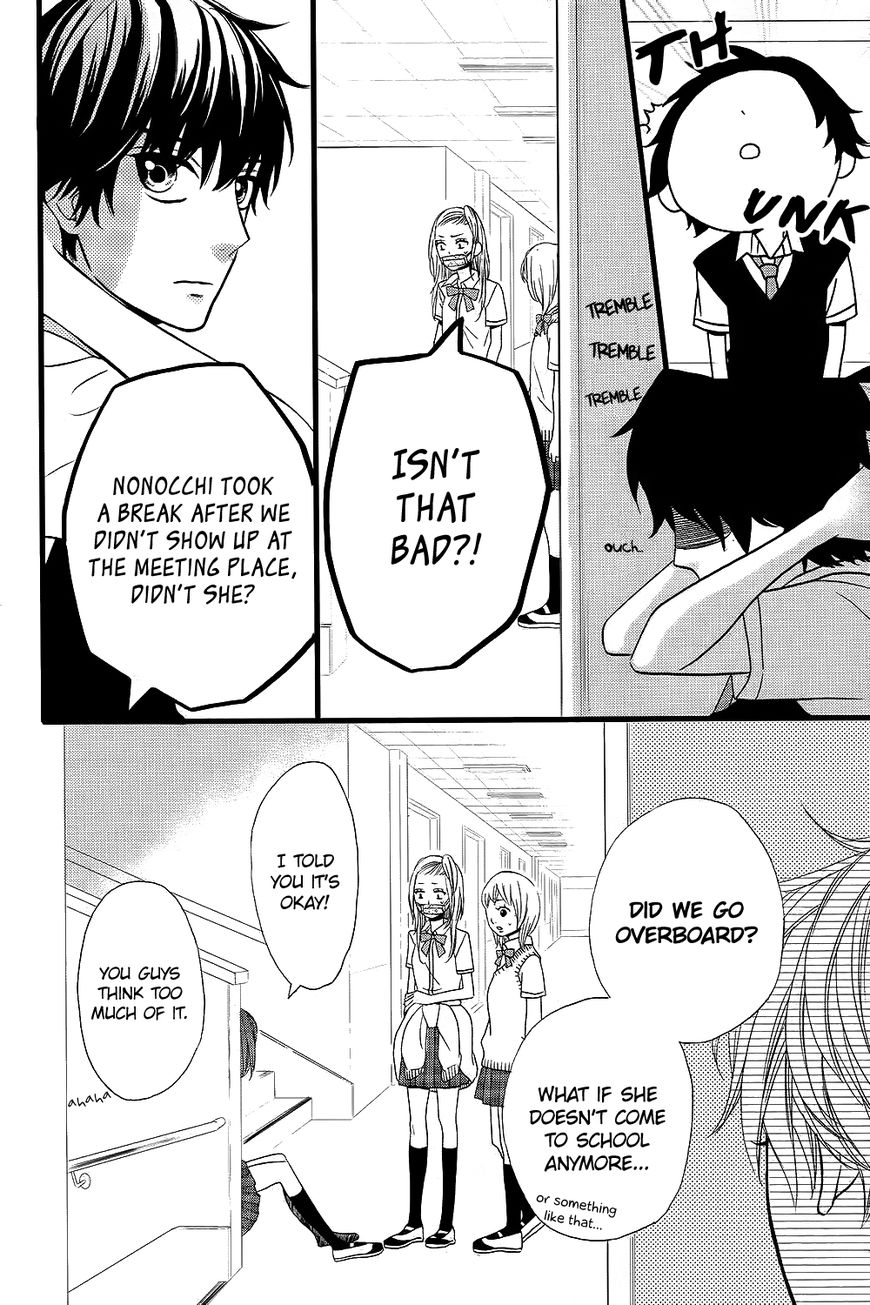 TH
UNK
TREMBLE
TREMBLE
TREMBLE
ouch..
ISN'T
THAT
BAD?!
NONOCCHI TOOK
A BREAK AFTER WE
DIDN'T SHOW UP AT
THE MEETING PLACE,
DIDN'T SHE?
DID WE GO
OVERBOARD?
WHAT IF SHE
DOESN'T COME
TO SCHOOL
ANYMORE...
or something
like that...
I TOLD
YOU IT'S
OKAY!
YOU GUYS
THINK TOO
MUCH OF IT.
ahaha